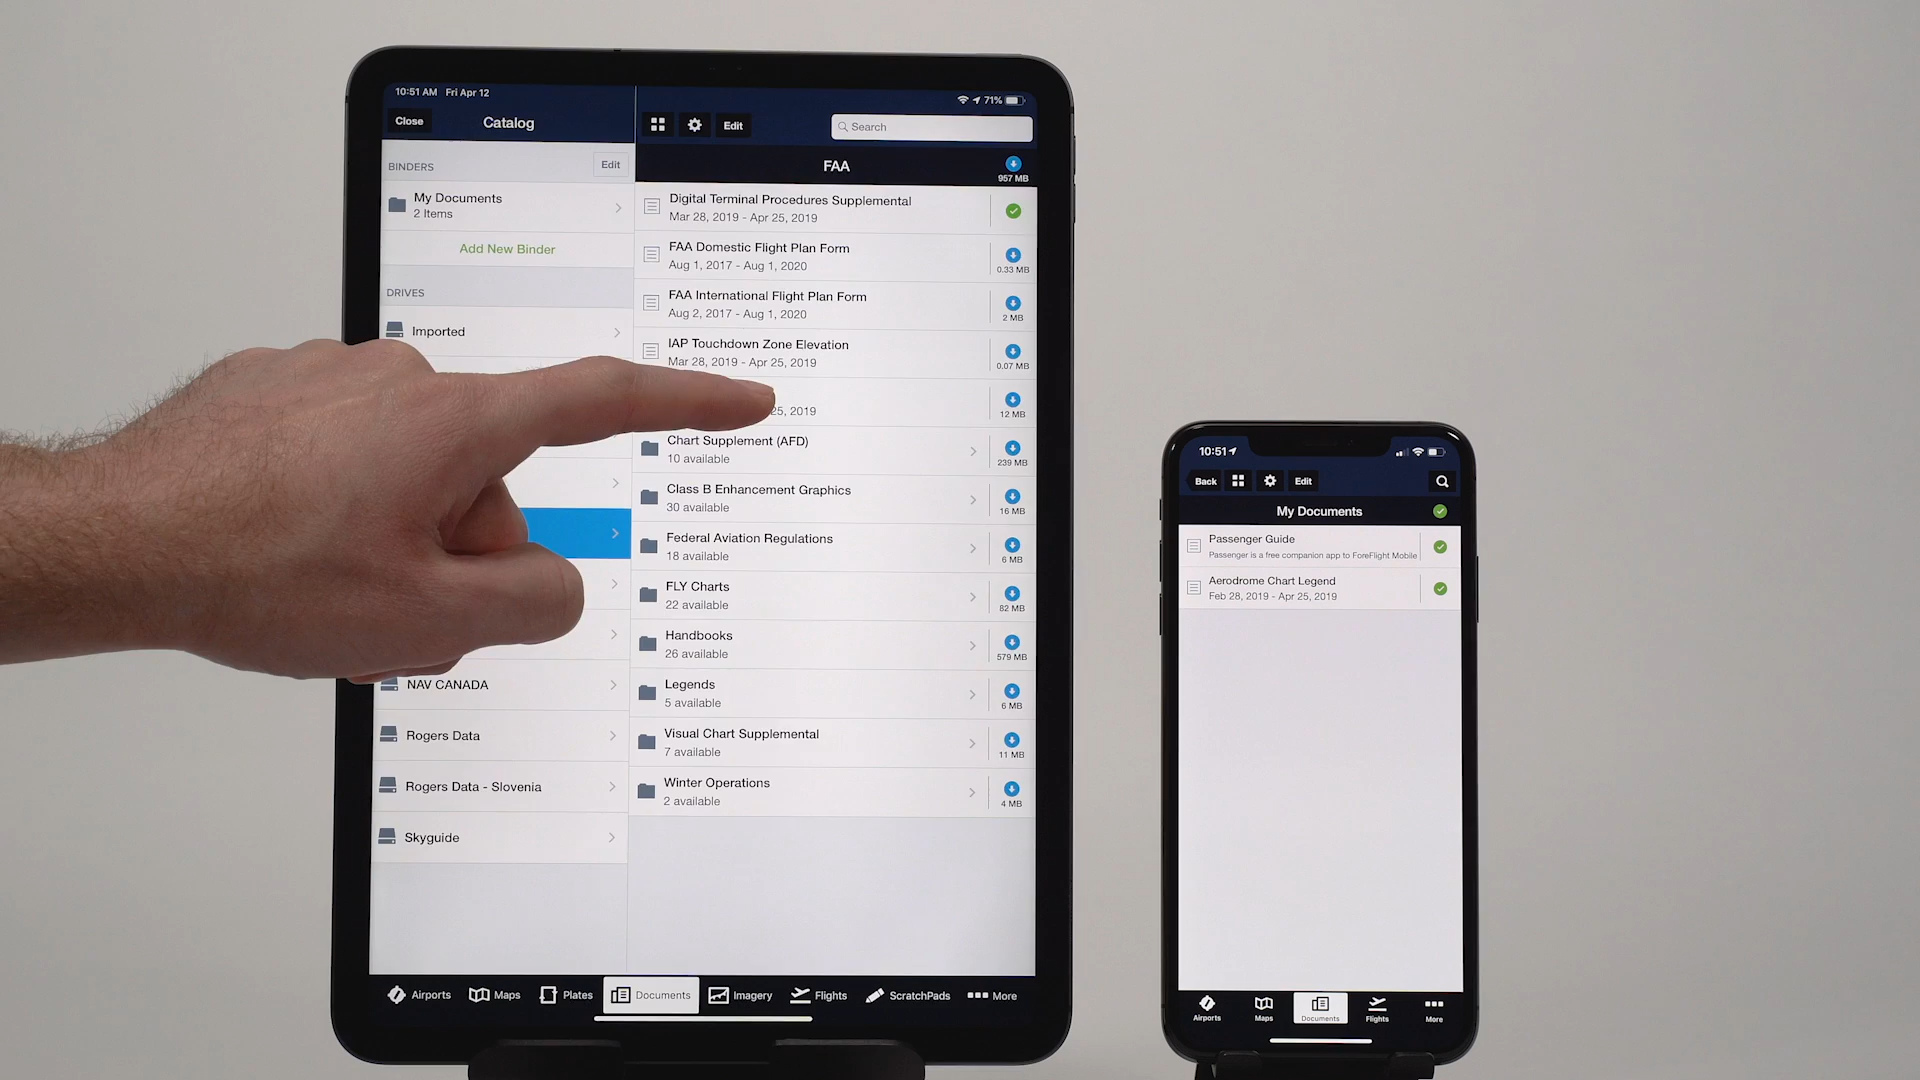 10:51 AM Fri Apr 12
71%
Close
Catalog
Edit
Search
BINDERS
Edit
My Documents
2 Items
Add New Binder
DRIVES
Imported
NAV CANADA
Rogers Data
Rogers Data - Slovenia
Skyguide
FAA
957 MB
Digital Terminal Procedures Supplemental
Mar 28, 2019 - Apr 25, 2019
FAA Domestic Flight Plan Form
Aug 1, 2017 - Aug 1, 2020
0.33 MB
FAA International Flight Plan Form
Aug 2, 2017 - Aug 1, 2020
2 MB
IAP Touchdown Zone Elevation
Mar 28, 2019 - Apr 25, 2019
0.07 MB
25, 2019
12 MB
Chart Supplement (AFD)
10 available
239 MB
Class B Enhancement Graphics
30 available
16 MB
Federal Aviation Regulations
18 available
6 MB
FLY Charts
22 available
82 MB
Handbooks
26 available
579 MB
Legends
5 available
6 MB
Visual Chart Supplemental
7 available
11 MB
Winter Operations
2 available
4 MB
Airports Maps Plates Documents Imagery Flights ScratchPads More
10:51
Back
Edit
My Documents
Passenger Guide
Passenger is a free companion app to ForeFlight Mobile
Aerodrome Chart Legend
Feb 28, 2019 - Apr 25, 2019
Airports Maps Documents Flights More